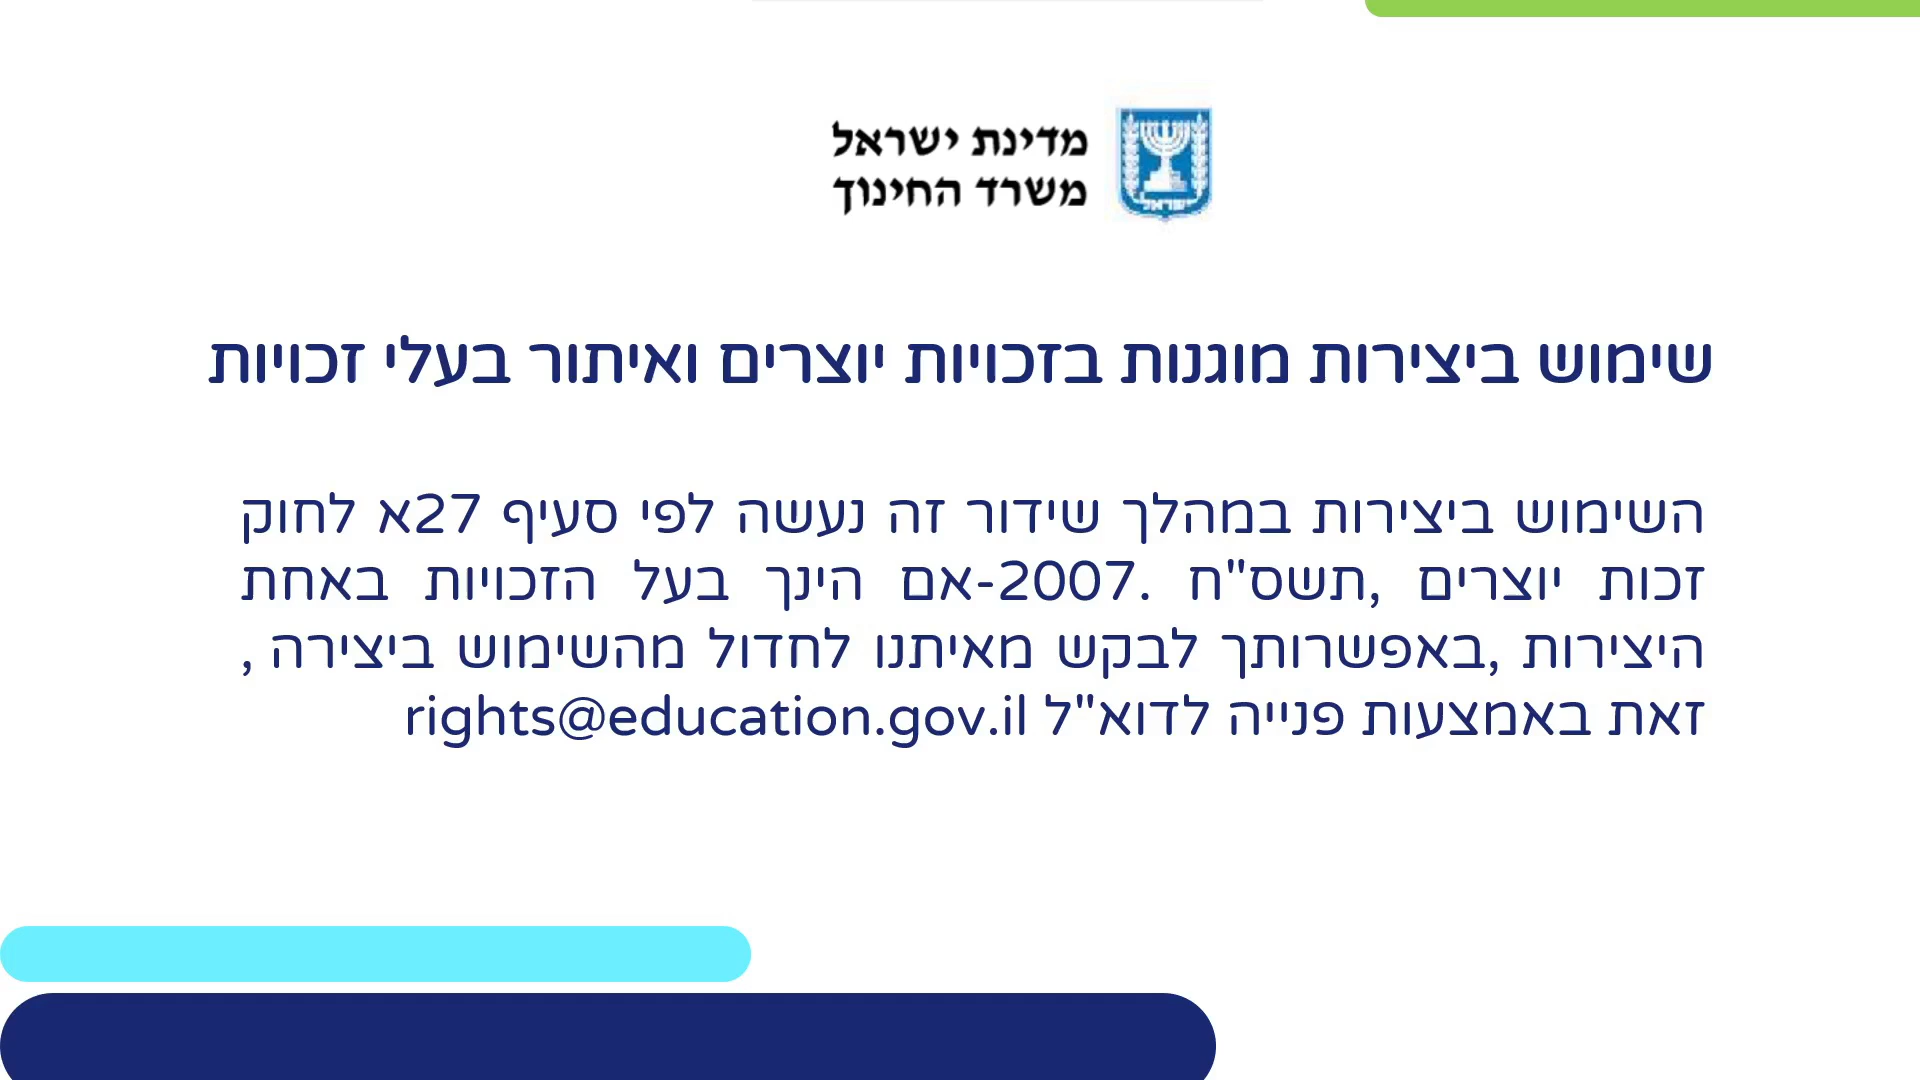 מדינת ישראל
משרד החינוך
שימוש ביצירות מוגנות בזכויות יוצרים ואיתור בעלי זכויות
השימוש ביצירות במהלך שידור זה נעשה לפי סעיף 27א לחוק
זכות יוצרים ,תשס"ח .2007-אם הינך בעל הזכויות באחת
היצירות ,באפשרותך לבקש מאיתנו לחדול מהשימוש ביצירה ,
זאת באמצעות פנייה לדוא"ל rights@education.gov.il